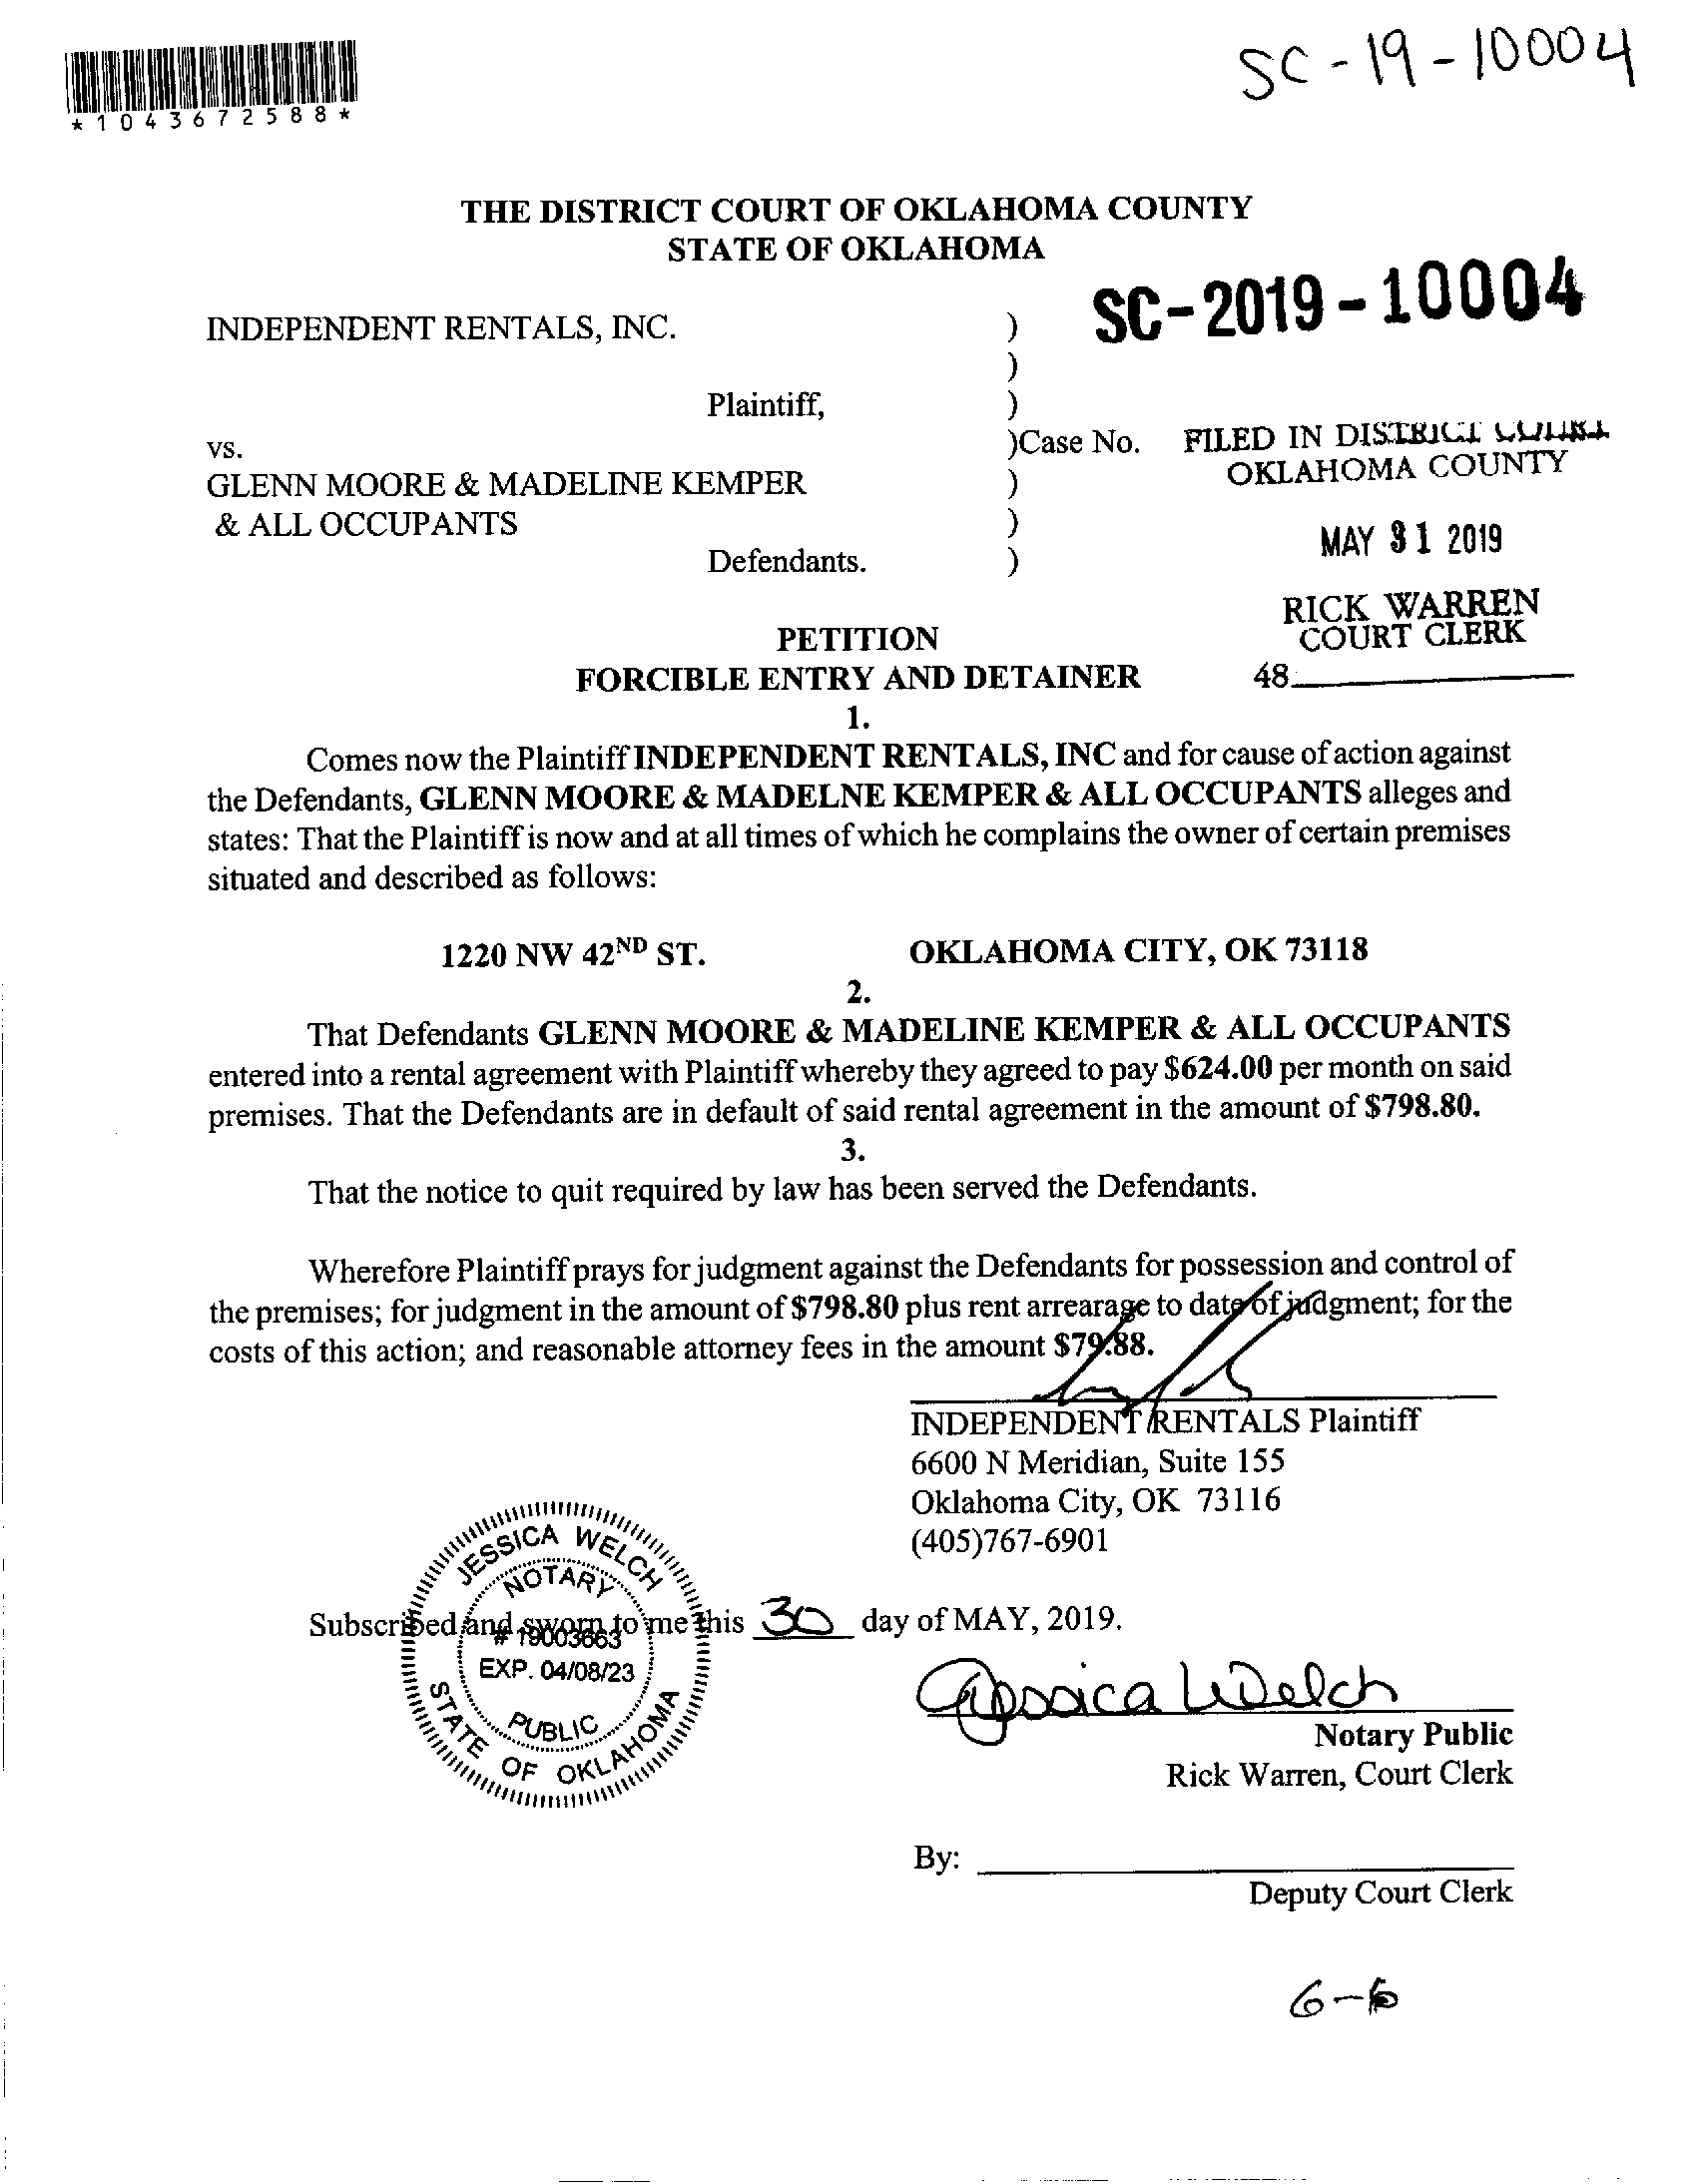 SC-19-10004
*1043672588*
THE DISTRICT COURT OF OKLAHOMA COUNTY
STATE OF OKLAHOMA
SC-2019-10004
INDEPENDENT RENTALS, INC. )
)
Plaintiff, )
vs. )Case No. FILED IN DISTRICT COURT
GLENN MOORE & MADELINE KEMPER ) OKLAHOMA COUNTY
& ALL OCCUPANTS )
MAY 31 2019
Defendants. )
RICK WARREN
COURT CLERK
PETITION
FORCIBLE ENTRY AND DETAINER 48
1.
Comes now the Plaintiff INDEPENDENT RENTALS, INC and for cause of action against
the Defendants, GLENN MOORE & MADELNE KEMPER & ALL OCCUPANTS alleges and
states: That the Plaintiff is now and at all times of which he complains the owner of certain premises
situated and described as follows:
1220 NW 42ND ST. OKLAHOMA CITY, OK 73118
2.
That Defendants GLENN MOORE & MADELINE KEMPER & ALL OCCUPANTS
entered into a rental agreement with Plaintiff whereby they agreed to pay $624.00 per month on said
premises. That the Defendants are in default of said rental agreement in the amount of $798.80.
3.
That the notice to quit required by law has been served the Defendants.
Wherefore Plaintiff prays for judgment against the Defendants for possession and control of
the premises; for judgment in the amount of $798.80 plus rent arrearage to date of judgment; for the
costs of this action; and reasonable attorney fees in the amount $79.88.
INDEPENDENT RENTALS Plaintiff
6600 N Meridian, Suite 155
Oklahoma City, OK 73116
(405)767-6901
JESSICA WELCH
NOTARY
Subscribed and sworn to me this 30 day of MAY, 2019.
# 19003663
EXP. 04/08/23
PUBLIC
STATE OF OKLAHOMA
Jessica Welch
Notary Public
Rick Warren, Court Clerk
By:
Deputy Court Clerk
6-6